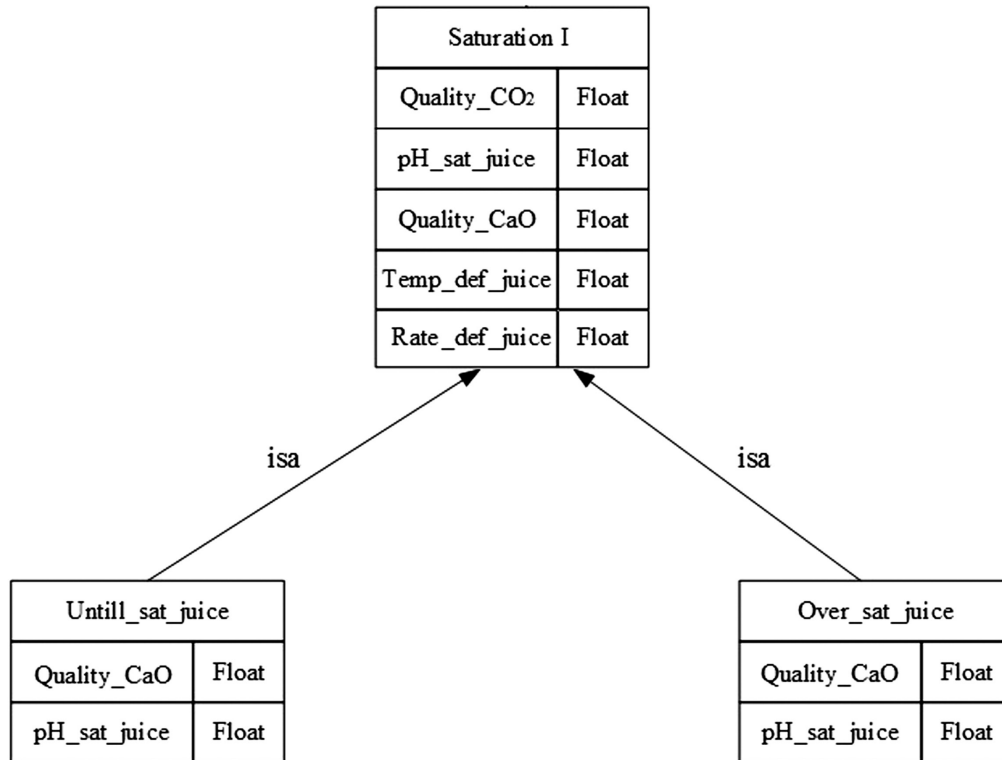 Saturation I
Quality_CO₂ Float
pH_sat_juice Float
Quality_CaO Float
Temp_def_juice Float
Rate_def_juice Float
isa isa
Untill_sat_juice Over_sat_juice
Quality_CaO Float Quality_CaO Float
pH_sat_juice Float pH_sat_juice Float